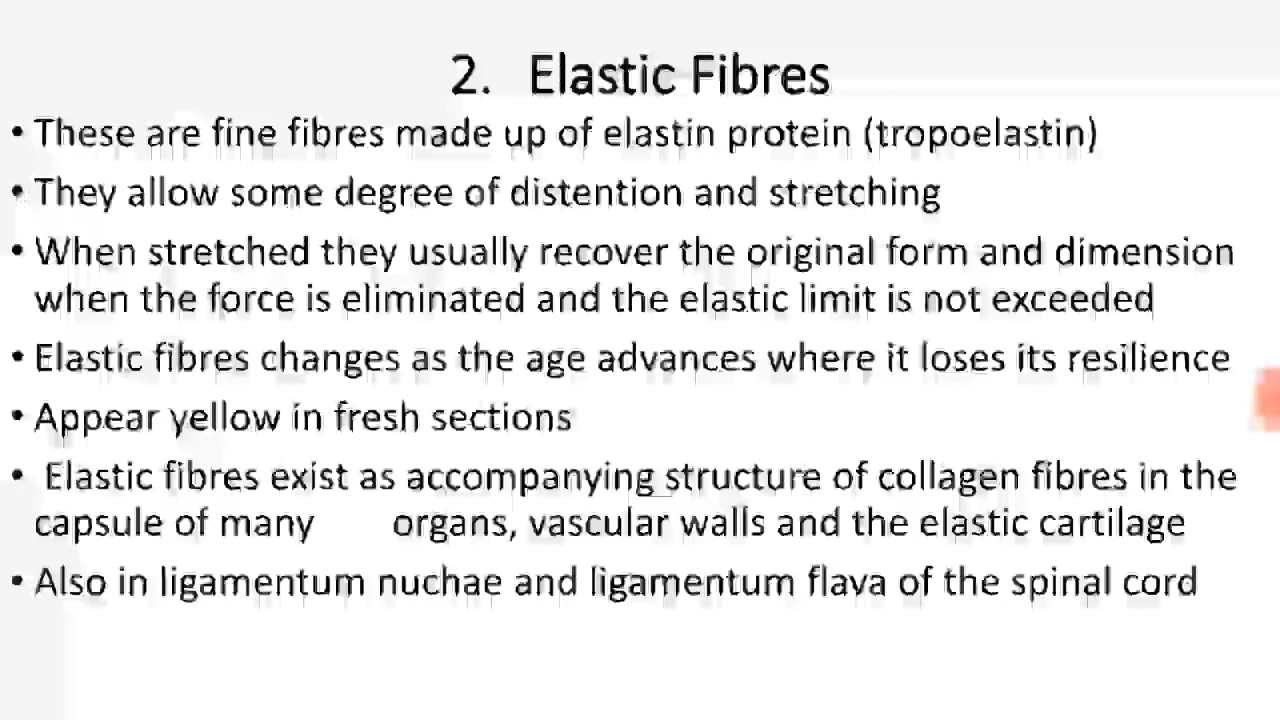 2. Elastic Fibres
• These are fine fibres made up of elastin protein (tropoelastin)
• They allow some degree of distention and stretching
• When stretched they usually recover the original form and dimension
when the force is eliminated and the elastic limit is not exceeded
• Elastic fibres changes as the age advances where it loses its resilience
• Appear yellow in fresh sections
• Elastic fibres exist as accompanying structure of collagen fibres in the
capsule of many organs, vascular walls and the elastic cartilage
• Also in ligamentum nuchae and ligamentum flava of the spinal cord